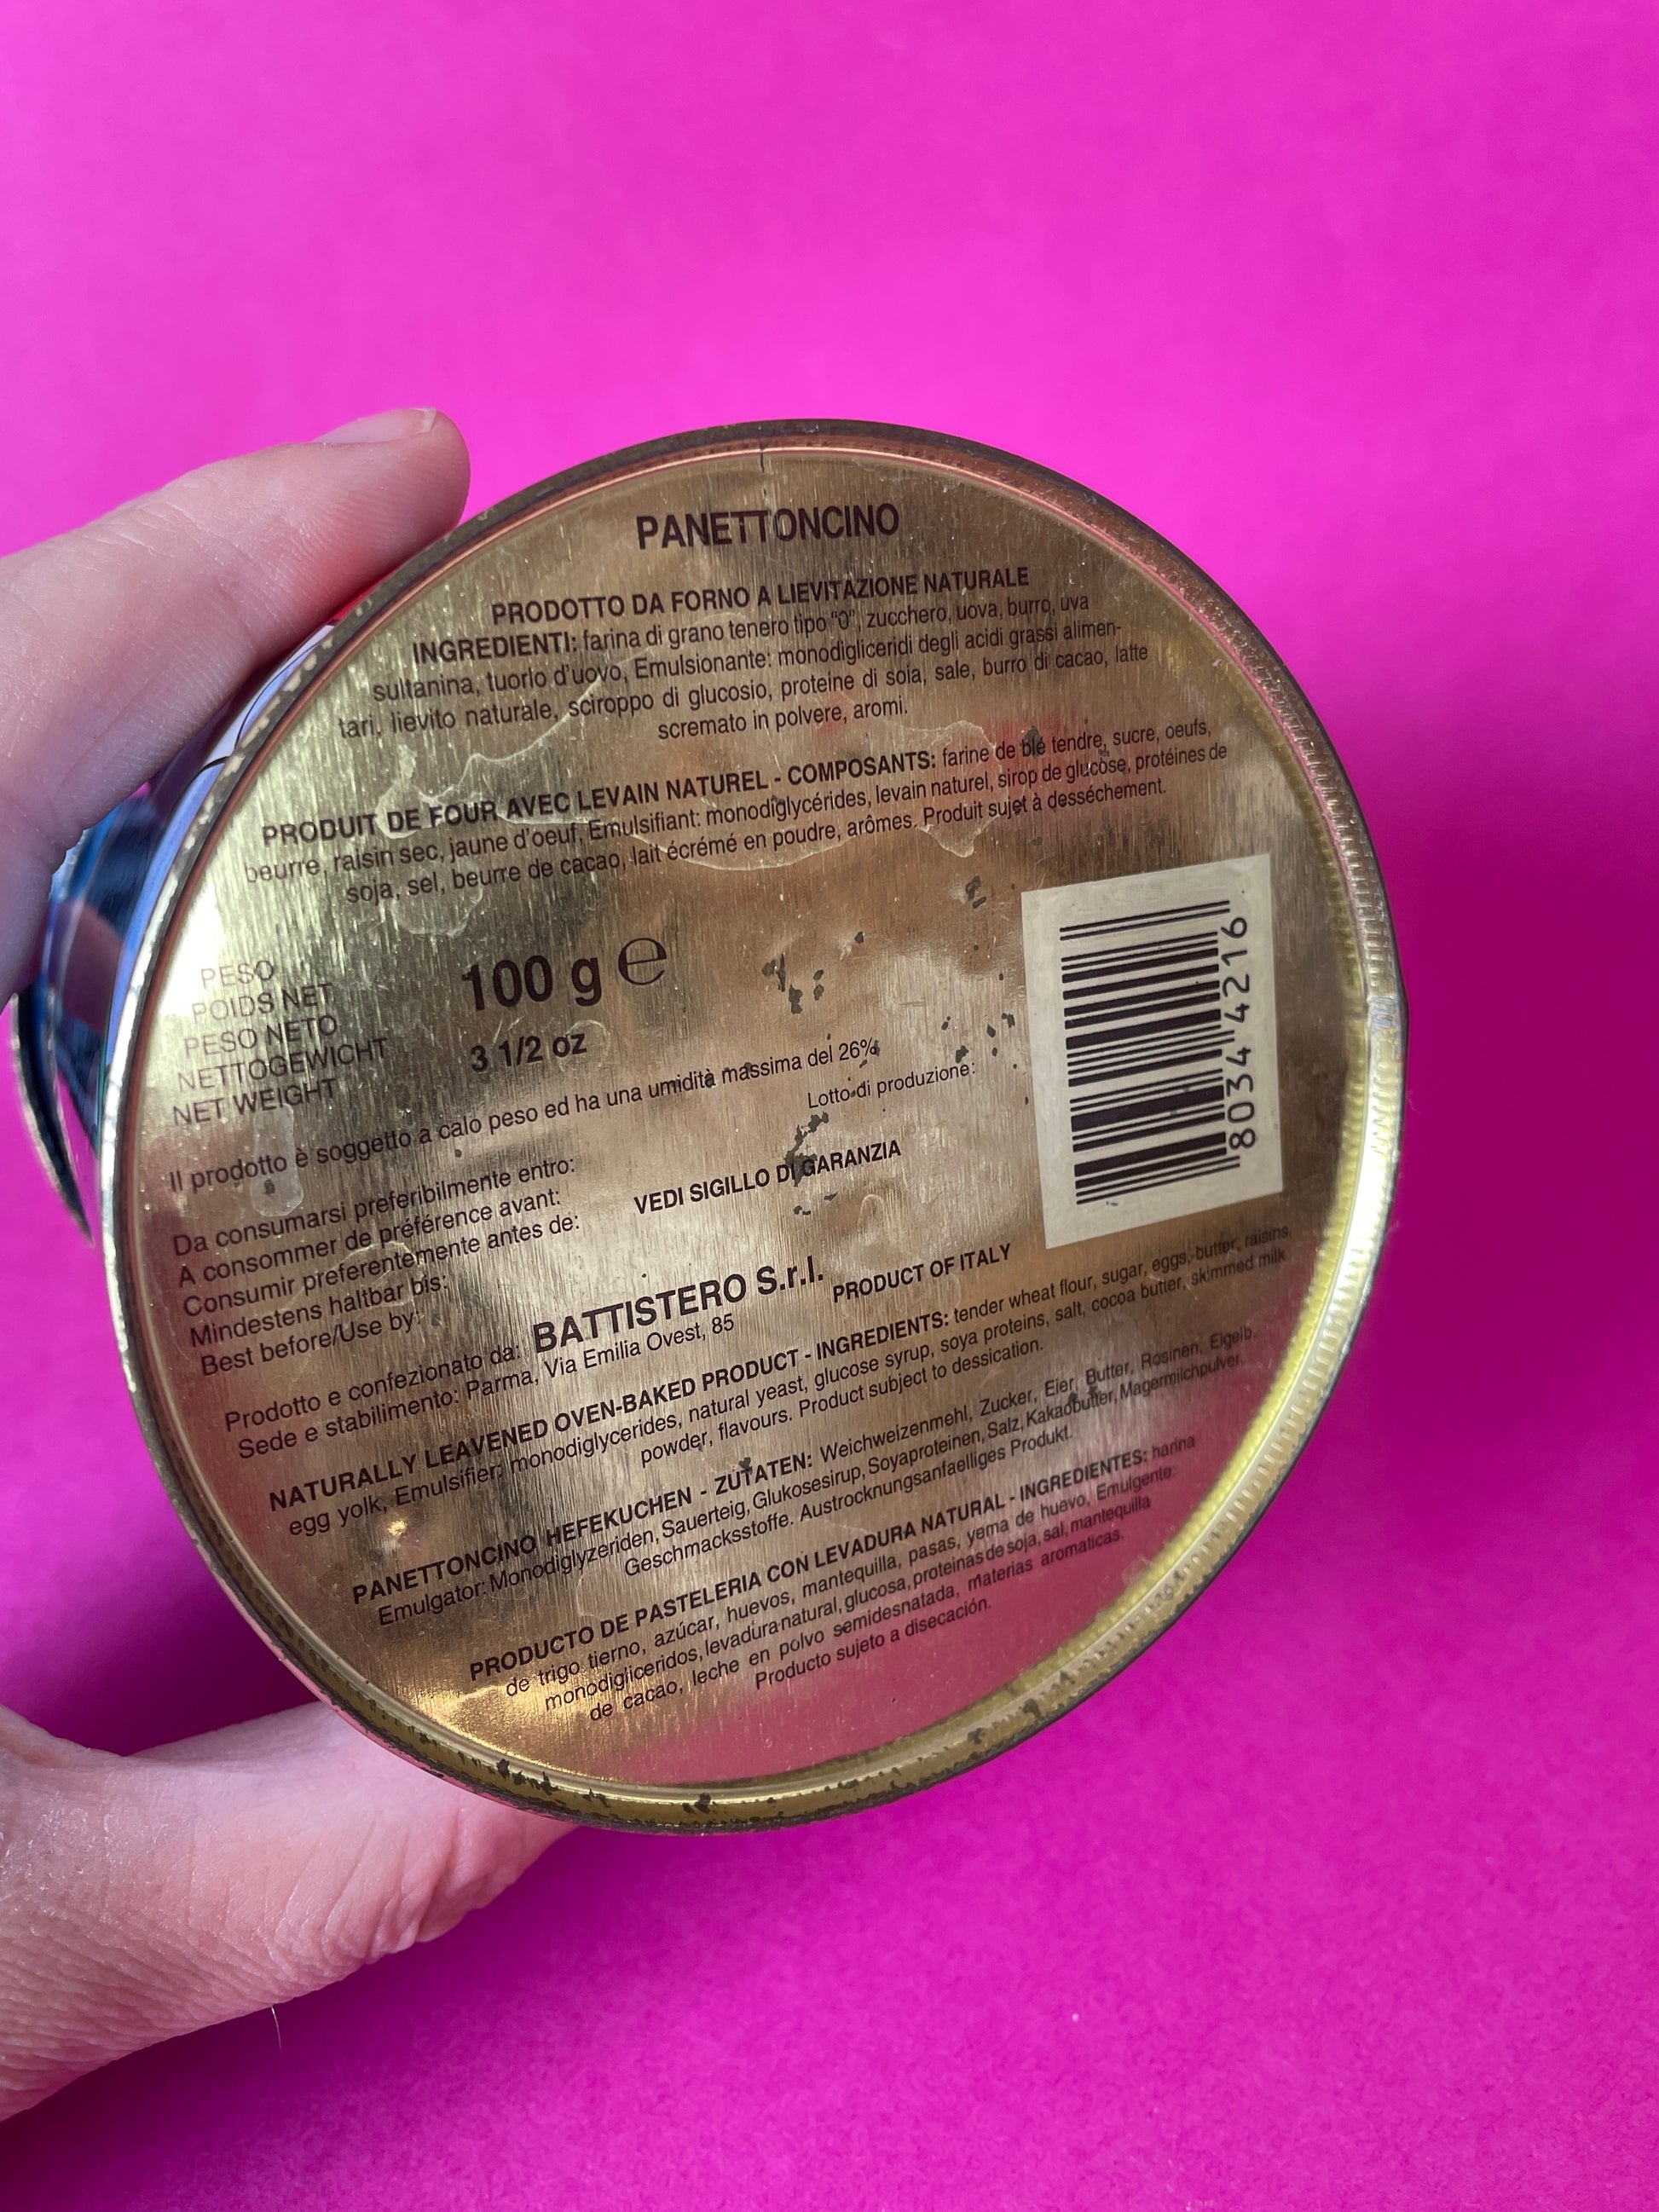 PANETTONCINO
PRODOTTO DA FORNO A LIEVITAZIONE NATURALE
INGREDIENTI: farina di grano tenero tipo "0", zucchero, uova, burro, uva
sultanina, tuorlo d'uovo, Emulsionante: monodigliceridi degli acidi grassi alimen-
tari, lievito naturale, sciroppo di glucosio, proteine di soia, sale, burro di cacao, latte
scremato in polvere, aromi.
PRODUIT DE FOUR AVEC LEVAIN NATUREL - COMPOSANTS: farine de blé tendre, sucre, oeufs,
beurre, raisin sec, jaune d'oeuf, Emulsifiant: monodiglycérides, levain naturel, sirop de glucose, protéines de
soja, sel, beurre de cacao, lait écrémé en poudre, arômes. Produit sujet à desséchement.
PESO
POIDS NET
PESO NETO
NETTOGEWICHT
NET WEIGHT
100 g e
3 1/2 oz
Il prodotto è soggetto a calo peso ed ha una umidità massima del 26%
Lotto di produzione:
Da consumarsi preferibilmente entro:
A consommer de préférence avant:
Consumir preferentemente antes de:
Mindestens haltbar bis:
Best before/Use by:
VEDI SIGILLO DI GARANZIA
8034 4216
Prodotto e confezionato da: BATTISTERO S.r.l.
Sede e stabilimento: Parma, Via Emilia Ovest, 85
PRODUCT OF ITALY
NATURALLY LEAVENED OVEN-BAKED PRODUCT - INGREDIENTS: tender wheat flour, sugar, eggs, butter, raisins,
egg yolk, Emulsifier: monodiglycerides, natural yeast, glucose syrup, soya proteins, salt, cocoa butter, skimmed milk
powder, flavours. Product subject to dessication.
PANETTONCINO HEFEKUCHEN - ZUTATEN: Weichweizenmehl, Zucker, Eier, Butter, Rosinen, Eigelb,
Emulgator: Monodiglyzeriden, Sauerteig, Glukosesirup, Soyaproteinen, Salz, Kakaobutter, Magermilchpulver,
Geschmacksstoffe. Austrocknungsanfaelliges Produkt.
PRODUCTO DE PASTELERIA CON LEVADURA NATURAL - INGREDIENTES: harina
de trigo tierno, azúcar, huevos, mantequilla, pasas, yema de huevo, Emulgente:
monodigliceridos, levadura natural, glucosa, proteinas de soja, sal, mantequilla
de cacao, leche en polvo semidesnatada, materias aromaticas.
Producto sujeto a disecación.